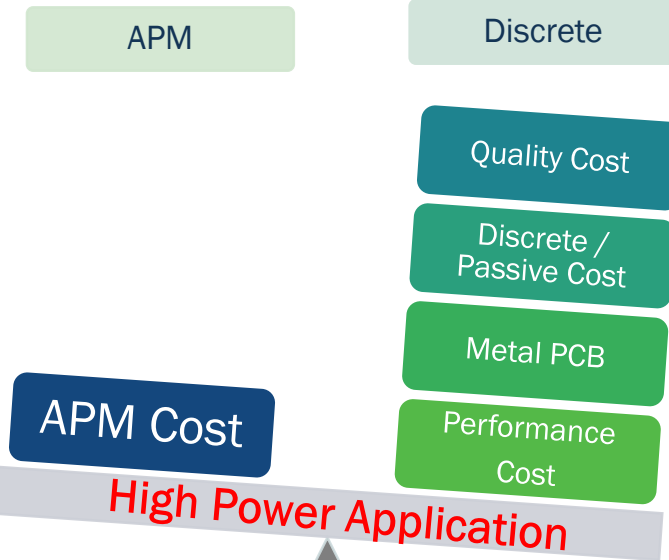 APM
Discrete
Quality Cost
Discrete /
Passive Cost
Metal PCB
APM Cost
Performance
Cost
High Power Application